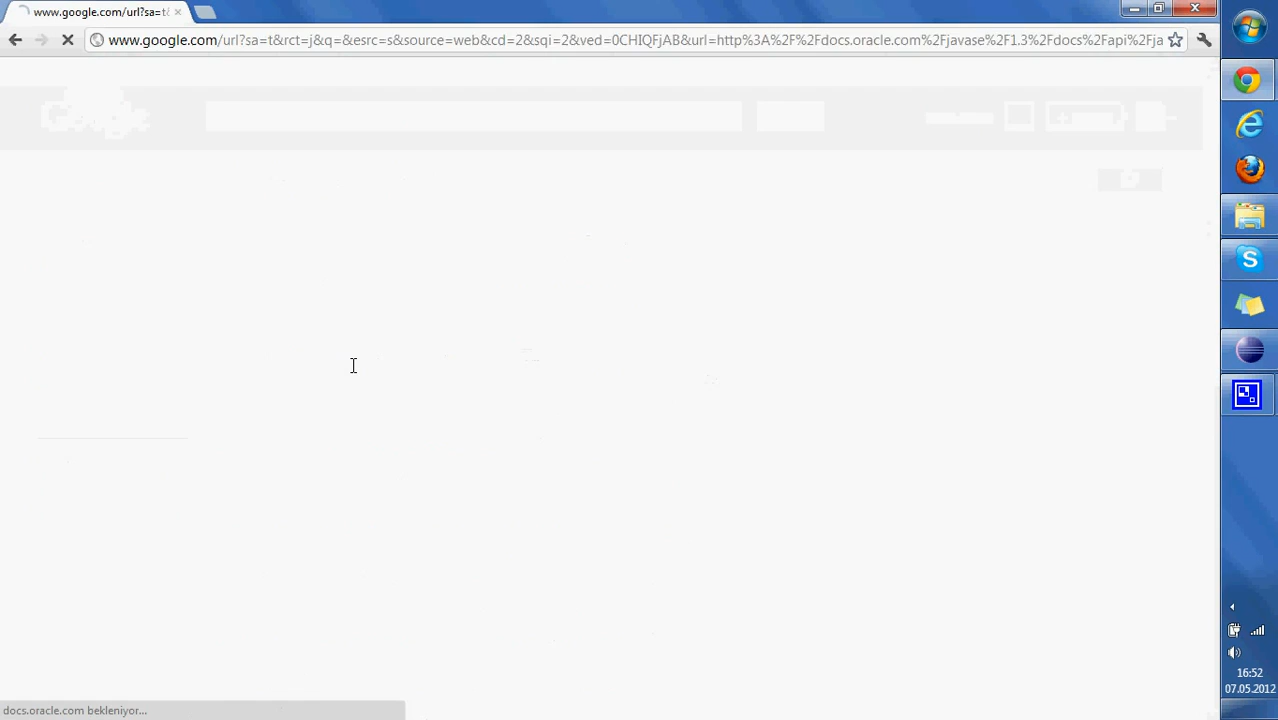 www.google.com/url?sa=t&
www.google.com/url?sa=t&rct=j&q=&esrc=s&source=web&cd=2&sqi=2&ved=0CHIQFjAB&url=http%3A%2F%2Fdocs.oracle.com%2Fjavase%2F1.3%2Fdocs%2Fapi%2Fja
Google
16:52
07.05.2012
docs.oracle.com bekleniyor...